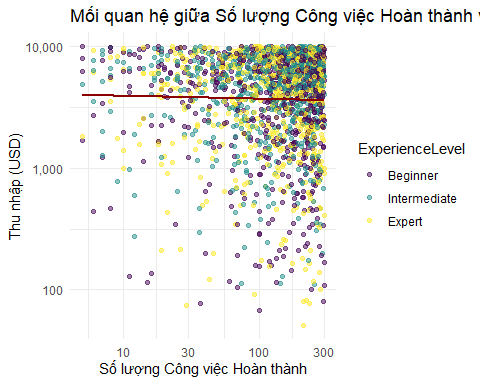 Mối quan hệ giữa Số lượng Công việc Hoàn thành v
10,000
1,000
100
Thu nhập (USD)
10
30
100
300
Số lượng Công việc Hoàn thành
ExperienceLevel
Beginner
Intermediate
Expert